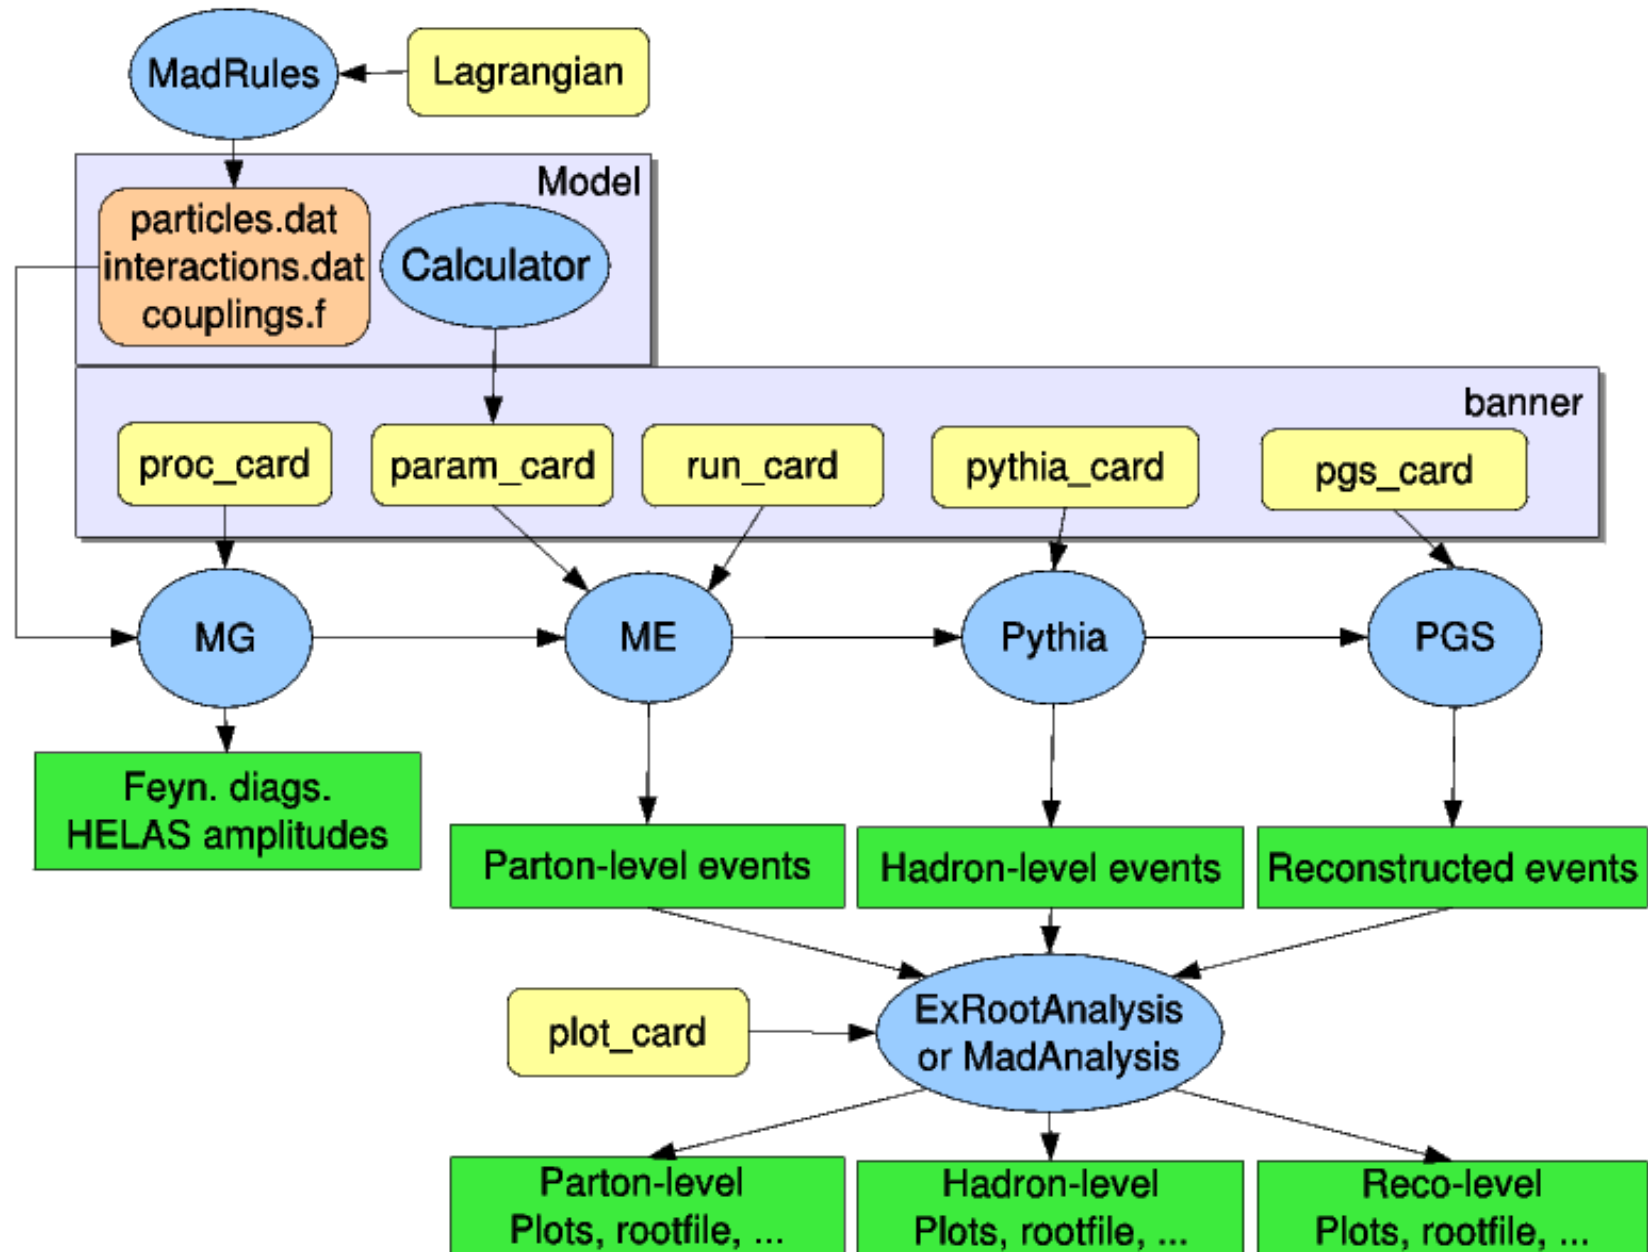 MadRules
Lagrangian
Model
particles.dat
interactions.dat
couplings.f
Calculator
banner
proc_card
param_card
run_card
pythia_card
pgs_card
MG
ME
Pythia
PGS
Feyn. diags.
HELAS amplitudes
Parton-level events
Hadron-level events
Reconstructed events
plot_card
ExRootAnalysis
or MadAnalysis
Parton-level
Plots, rootfile, ...
Hadron-level
Plots, rootfile, ...
Reco-level
Plots, rootfile, ...